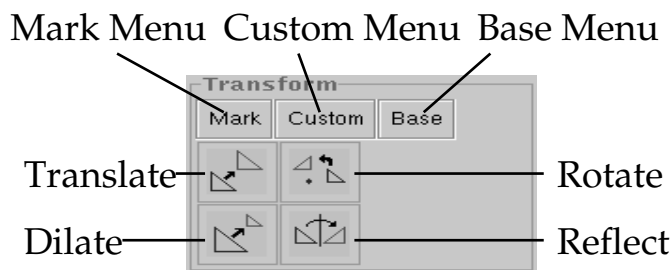 Mark Menu Custom Menu Base Menu
Transform
Mark Custom Base
Translate Rotate
Dilate Reflect